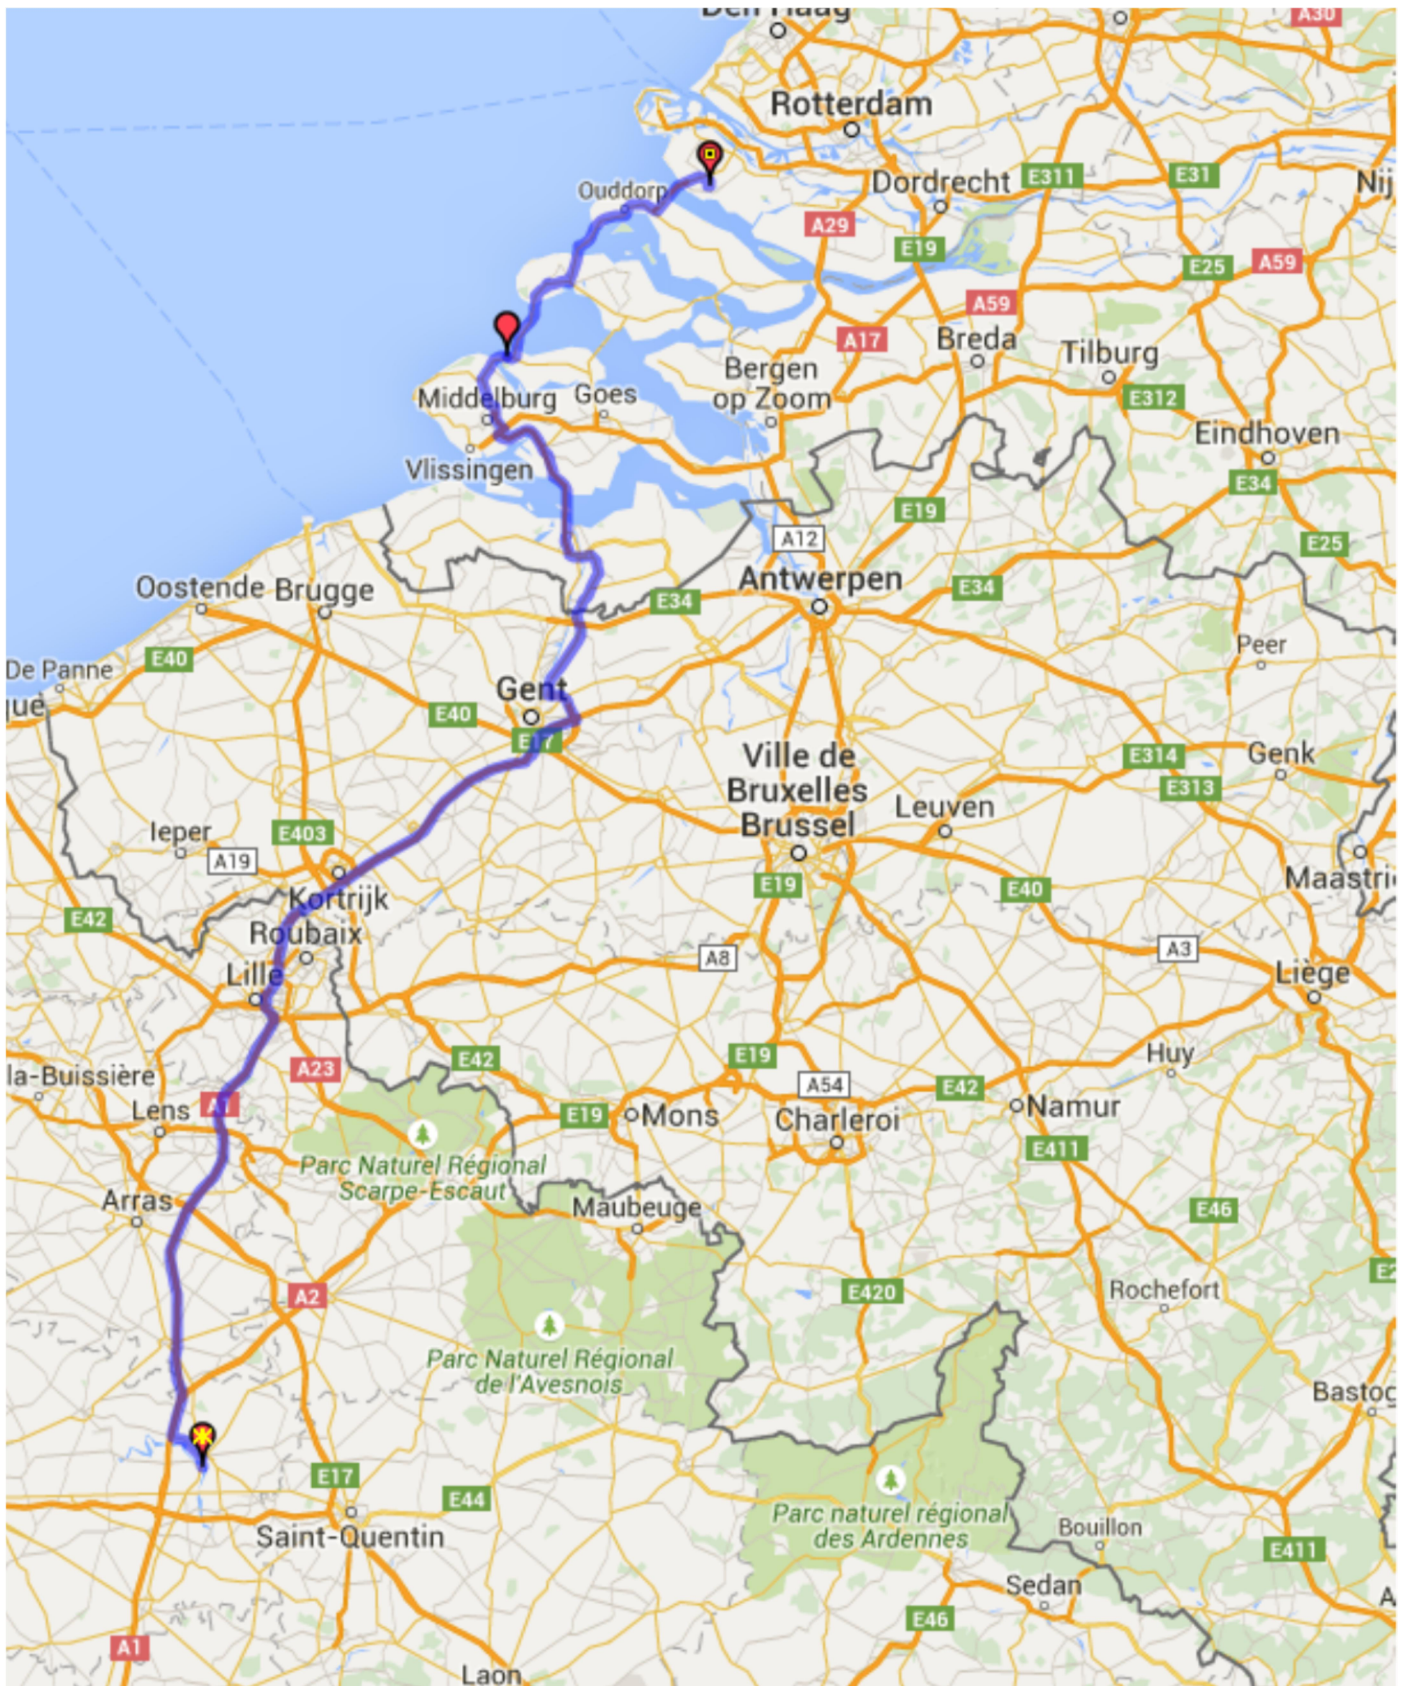 Den Haag
A30
Rotterdam
Ouddorp
Dordrecht
E311
E31
Nij
A29
E19
E25
A59
A59
A17
Breda
Tilburg
Bergen
op Zoom
Middelburg
Goes
E312
Eindhoven
Vlissingen
E34
E19
A12
E25
Antwerpen
Oostende
Brugge
E34
E34
Peer
De Panne
E40
que
Gent
E40
E17
Ville de
Bruxelles
Brussel
E314
Genk
E313
Leuven
Ieper
E403
A19
Maastri
E19
E40
Kortrijk
E42
Roubaix
A8
A3
Lille
Liège
E42
E19
Huy
A23
la-Buissière
A54
E42
Lens
E19
Mons
Charleroi
Namur
E411
Parc Naturel Régional
Scarpe-Escaut
Arras
Maubeuge
E46
A2
E420
Rochefort
Parc Naturel Régional
de l'Avesnois
Bastog
E17
E44
Parc naturel régional
des Ardennes
Saint-Quentin
Bouillon
E411
Sedan
A1
E46
Laon